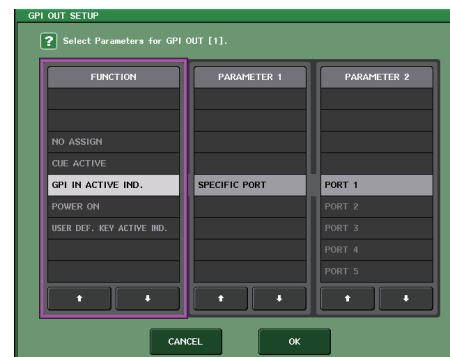 GPI OUT SETUP
? Select Parameters for GPI OUT [1].
FUNCTION
NO ASSIGN
CUE ACTIVE
GPI IN ACTIVE IND.
POWER ON
USER DEF. KEY ACTIVE IND.
PARAMETER 1
SPECIFIC PORT
PARAMETER 2
PORT 1
PORT 2
PORT 3
PORT 4
PORT 5
CANCEL
OK